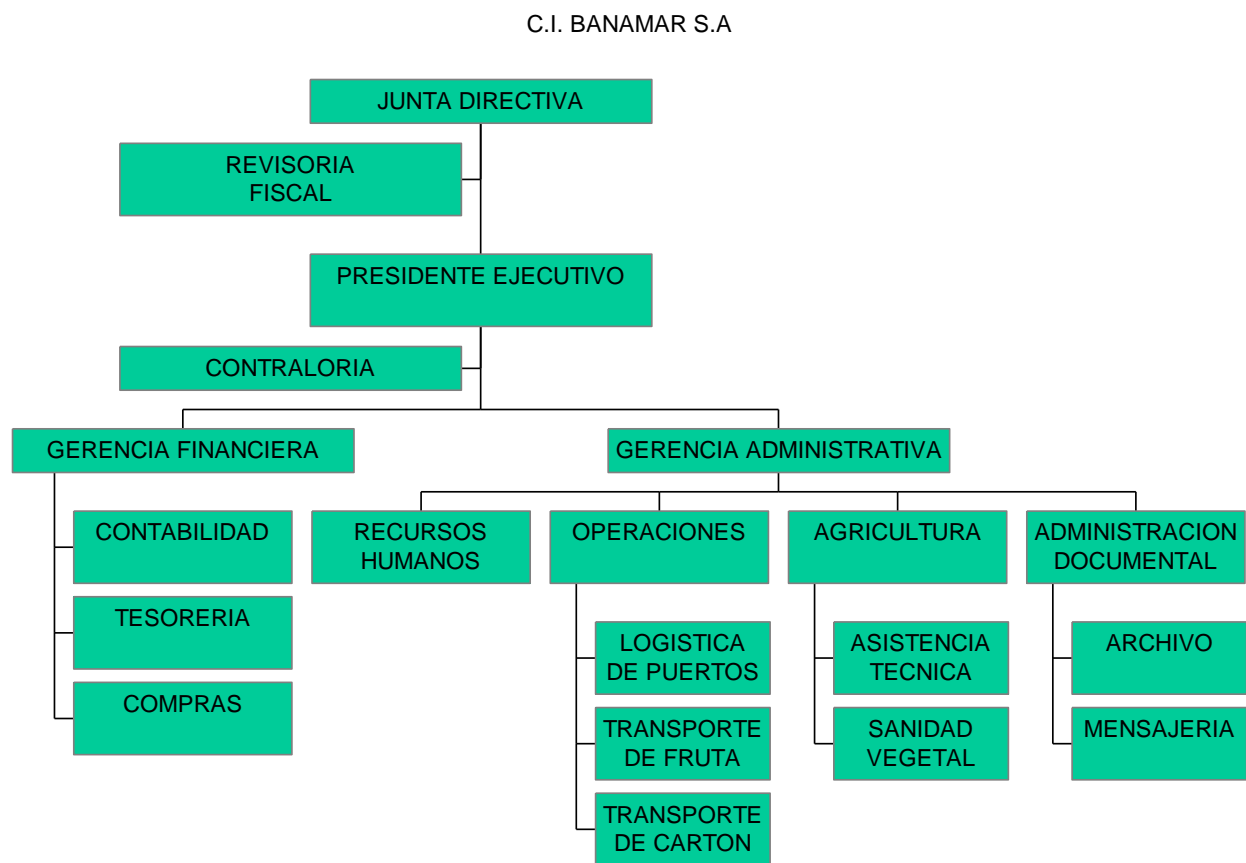 C.I. BANAMAR S.A
JUNTA DIRECTIVA
REVISORIA
FISCAL
PRESIDENTE EJECUTIVO
CONTRALORIA
GERENCIA FINANCIERA
GERENCIA ADMINISTRATIVA
CONTABILIDAD
TESORERIA
COMPRAS
RECURSOS
HUMANOS
OPERACIONES
LOGISTICA
DE PUERTOS
TRANSPORTE
DE FRUTA
TRANSPORTE
DE CARTON
AGRICULTURA
ASISTENCIA
TECNICA
SANIDAD
VEGETAL
ADMINISTRACION
DOCUMENTAL
ARCHIVO
MENSAJERIA